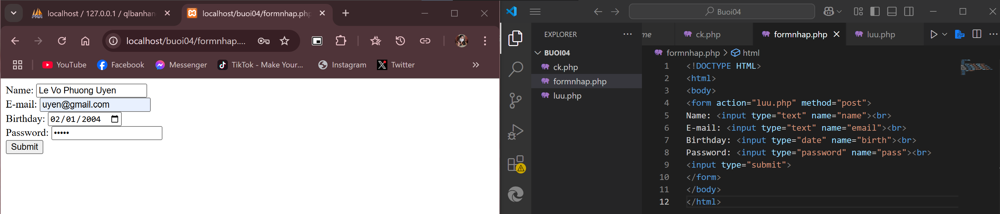 localhost / 127.0.0.1 / qlbanhan
localhost/buoi04/formnhap.php
localhost/buoi04/formnhap....
YouTube
Facebook
Messenger
TikTok - Make Your...
Instagram
Twitter
Name: Le Vo Phuong Uyen
E-mail: uyen@gmail.com
Birthday: 02/01/2004
Password: •••••
Submit
Buoi04
EXPLORER
BUOI04
ck.php
formnhap.php
luu.php
me
ck.php
formnhap.php
luu.php
formnhap.php > html
1 <!DOCTYPE HTML>
2 <html>
3 <body>
4 <form action="luu.php" method="post">
5 Name: <input type="text" name="name"><br>
6 E-mail: <input type="text" name="email"><br>
7 Birthday: <input type="date" name="birth"><br>
8 Password: <input type="password" name="pass"><br>
9 <input type="submit">
10 </form>
11 </body>
12 </html>